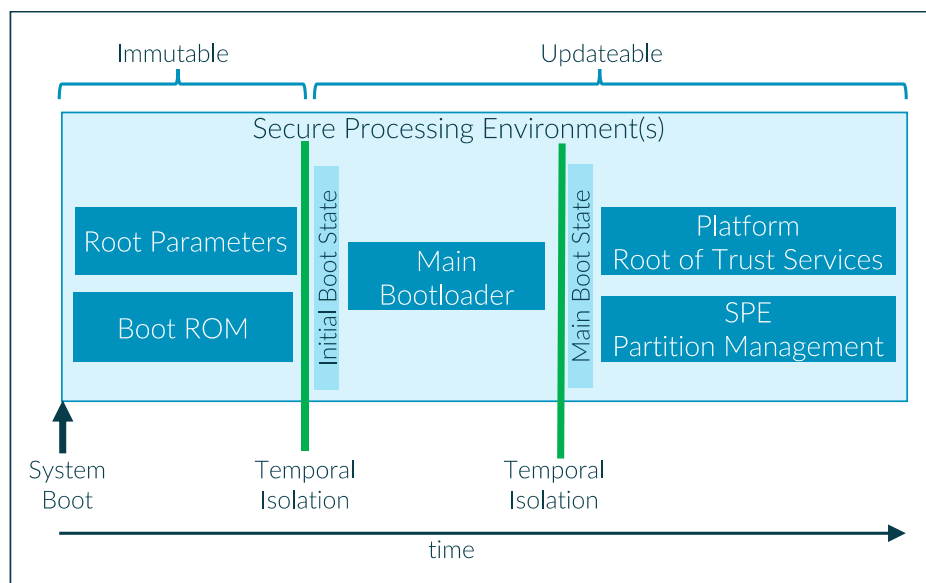 Immutable
Updateable
Secure Processing Environment(s)
Root Parameters
Boot ROM
Initial Boot State
Main
Bootloader
Main Boot State
Platform
Root of Trust Services
SPE
Partition Management
System
Boot
Temporal
Isolation
Temporal
Isolation
time